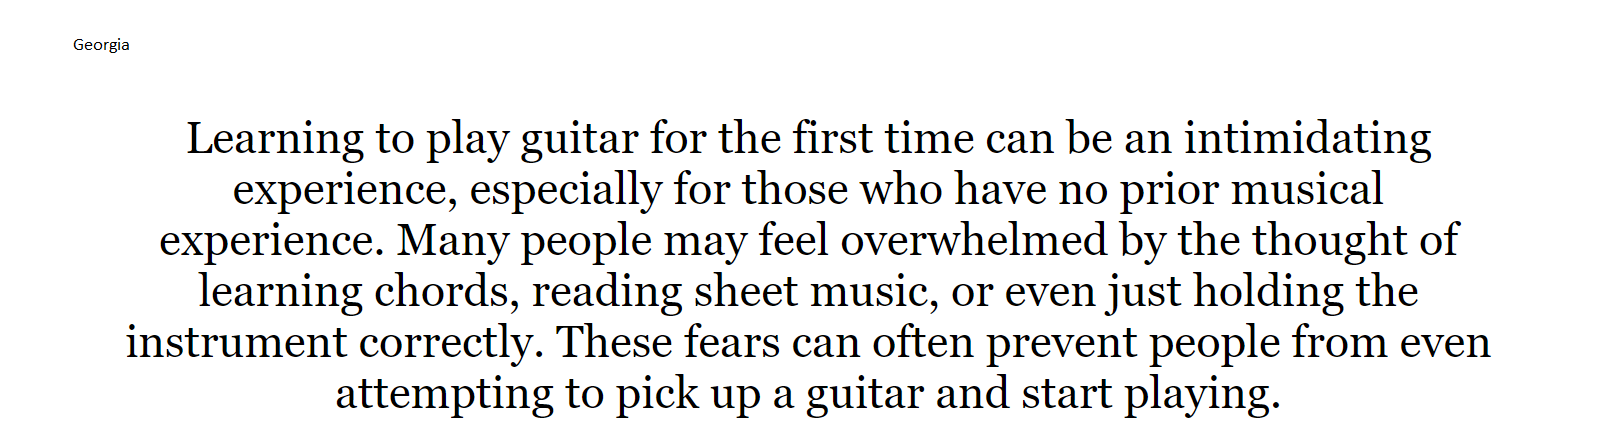 Georgia
Learning to play guitar for the first time can be an intimidating
experience, especially for those who have no prior musical
experience. Many people may feel overwhelmed by the thought of
learning chords, reading sheet music, or even just holding the
instrument correctly. These fears can often prevent people from even
attempting to pick up a guitar and start playing.